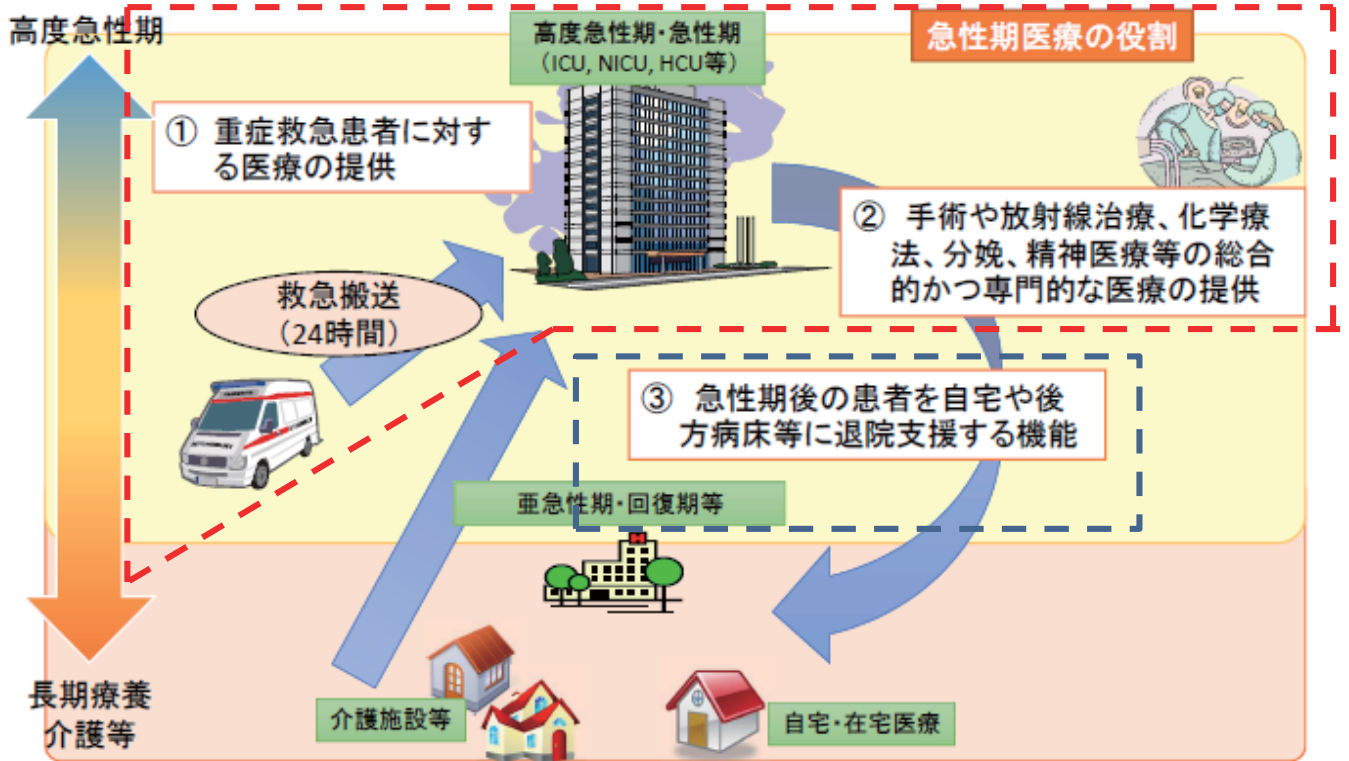 高度急性期
高度急性期・急性期
（ICU, NICU, HCU等）
急性期医療の役割
① 重症救急患者に対す
る医療の提供
② 手術や放射線治療、化学療
法、分娩、精神医療等の総合
的かつ専門的な医療の提供
救急搬送
（24時間）
③ 急性期後の患者を自宅や後
方病床等に退院支援する機能
亜急性期・回復期等
H
長期療養
介護等
介護施設等
自宅・在宅医療